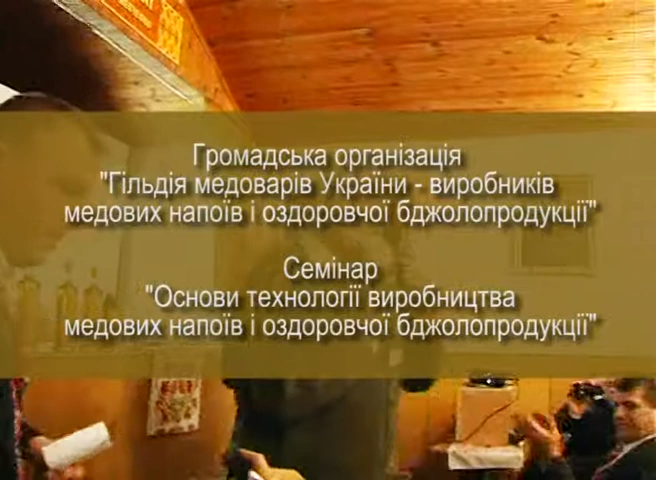 Громадська організація
"Гільдія медоварів України - виробників
медових напоїв і оздоровчої бджолопродукції"
Семінар
"Основи технології виробництва
медових напоїв і оздоровчої бджолопродукції"